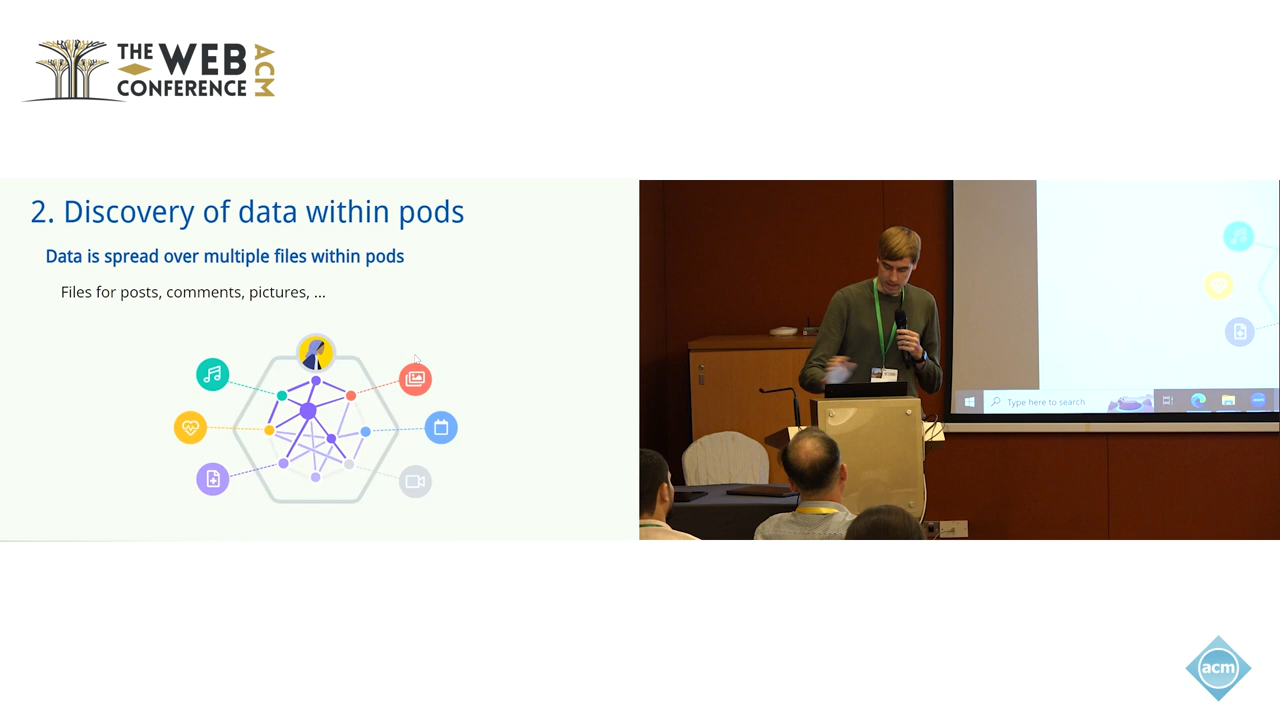 THE WEB
CONFERENCE
ACM
2. Discovery of data within pods
Data is spread over multiple files within pods
Files for posts, comments, pictures, ...
Type here to search
acm